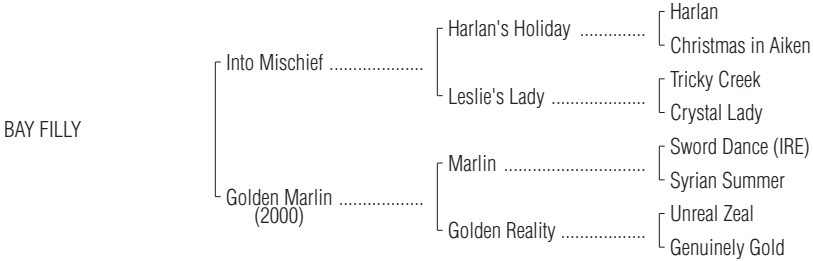 Harlan
Harlan's Holiday ..............
Christmas in Aiken
Into Mischief ....................
Tricky Creek
Leslie's Lady ....................
Crystal Lady
BAY FILLY
Sword Dance (IRE)
Marlin ..............................
Syrian Summer
Golden Marlin ..................
(2000)
Unreal Zeal
Golden Reality ..................
Genuinely Gold